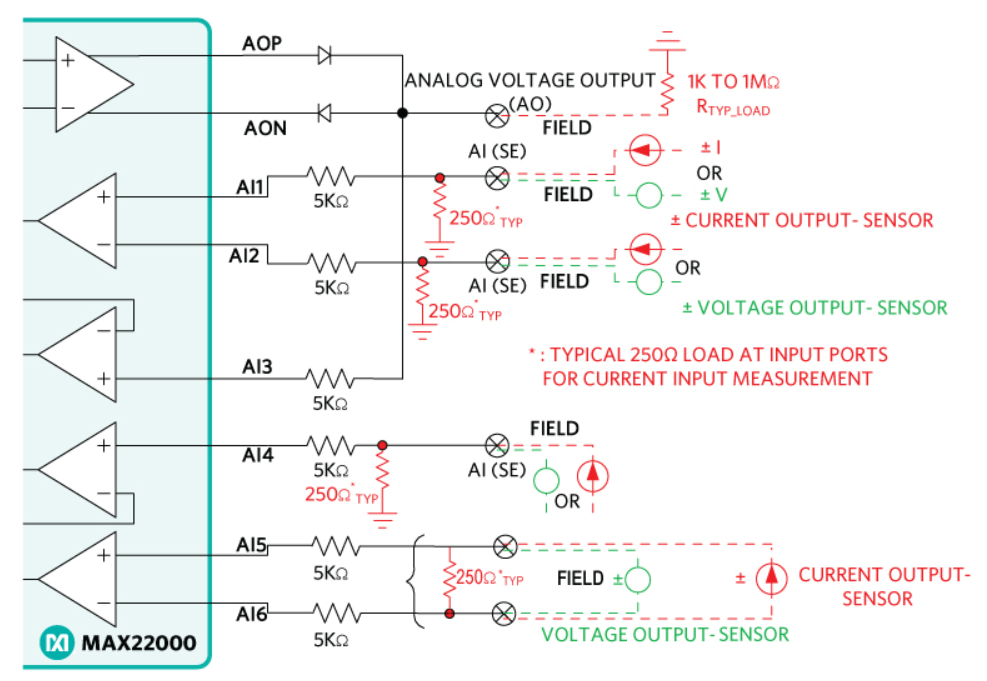 AOP
+
−
ANALOG VOLTAGE OUTPUT
(AO)
1K TO 1MΩ
RTYP_LOAD
AON
FIELD
AI (SE)
± I
OR
± V
AI1
+
5KΩ
250Ω*TYP
FIELD
± CURRENT OUTPUT- SENSOR
AI2
−
5KΩ
AI (SE)
FIELD
OR
250Ω*TYP
± VOLTAGE OUTPUT- SENSOR
−
* : TYPICAL 250Ω LOAD AT INPUT PORTS
FOR CURRENT INPUT MEASUREMENT
AI3
+
5KΩ
FIELD
+
AI4
5KΩ
AI (SE)
250Ω*TYP
OR
−
AI5
+
5KΩ
250Ω*TYP
FIELD
±
±
CURRENT OUTPUT-
SENSOR
AI6
−
5KΩ
VOLTAGE OUTPUT- SENSOR
MAX22000